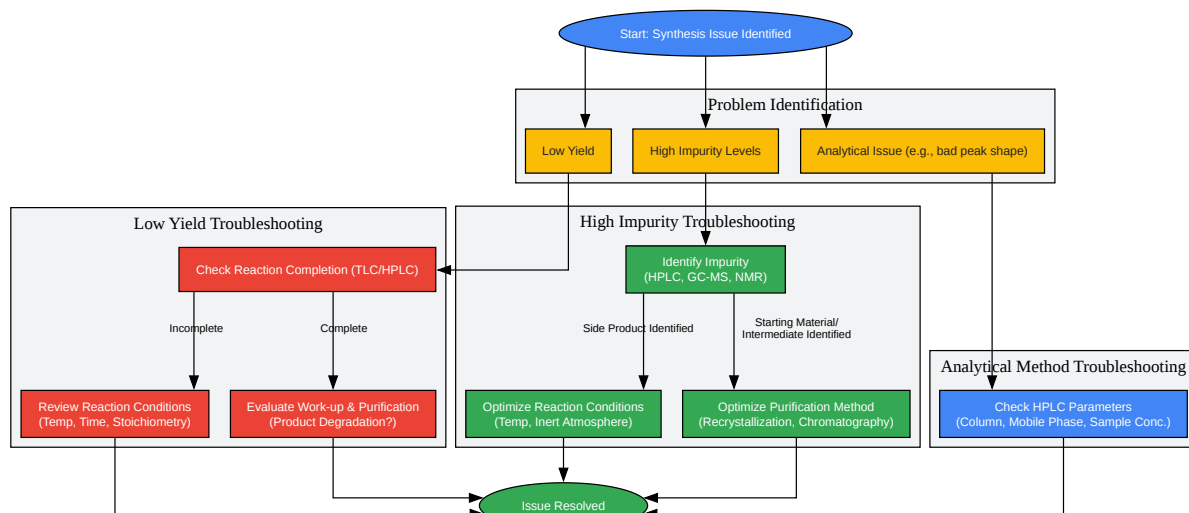 Start: Synthesis Issue Identified
Problem Identification
Low Yield
High Impurity Levels
Analytical Issue (e.g., bad peak shape)
Low Yield Troubleshooting
Check Reaction Completion (TLC/HPLC)
Incomplete
Complete
Review Reaction Conditions
(Temp, Time, Stoichiometry)
Evaluate Work-up & Purification
(Product Degradation?)
High Impurity Troubleshooting
Identify Impurity
(HPLC, GC-MS, NMR)
Side Product Identified
Starting Material/
Intermediate Identified
Optimize Reaction Conditions
(Temp, Inert Atmosphere)
Optimize Purification Method
(Recrystallization, Chromatography)
Analytical Method Troubleshooting
Check HPLC Parameters
(Column, Mobile Phase, Sample Conc.)
Issue Resolved